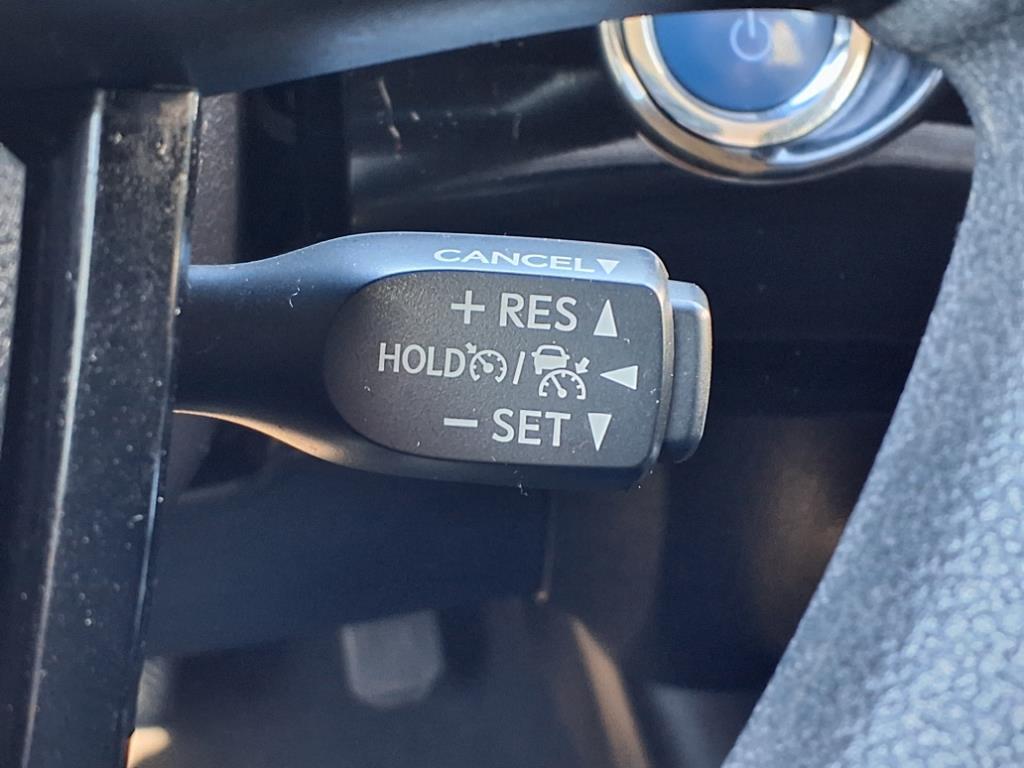 CANCEL▼
+ RES ▲
HOLD / ◀
− SET ▼